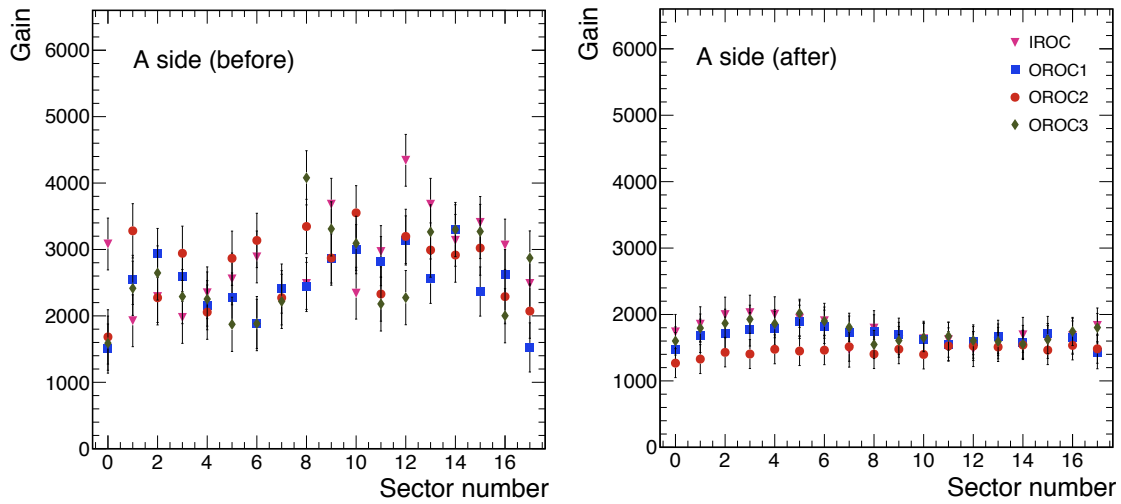 Gain
A side (before)
6000
5000
4000
3000
2000
1000
0
0 2 4 6 8 10 12 14 16
Sector number
Gain
A side (after)
IROC
OROC1
OROC2
OROC3
6000
5000
4000
3000
2000
1000
0
0 2 4 6 8 10 12 14 16
Sector number